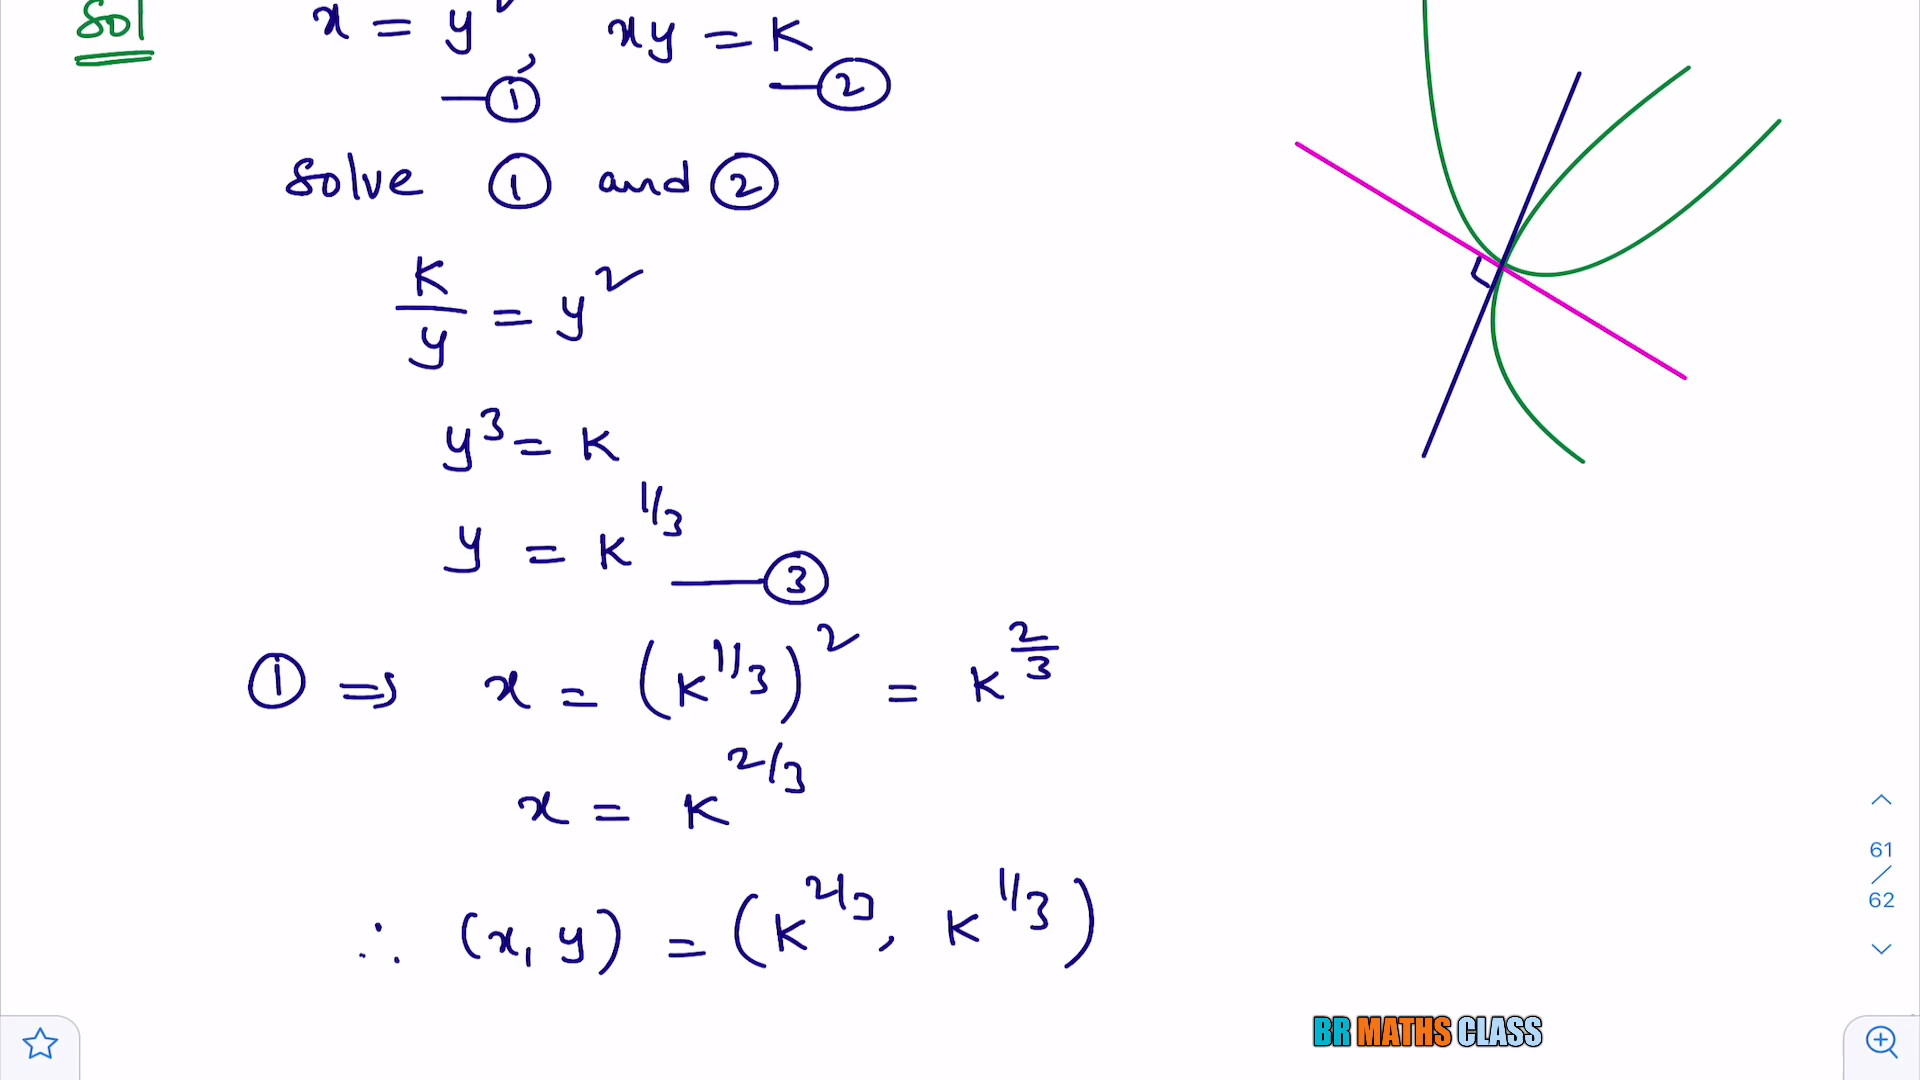 Sol x = y², xy = K
—① —②
Solve ① and ②
K/y = y²
y³ = K
y = K^1/3
—③
① ⇒ x = (K^1/3)² = K^2/3
x = K^2/3
∴ (x, y) = (K^2/3, K^1/3)
61
/
62
BR MATHS CLASS